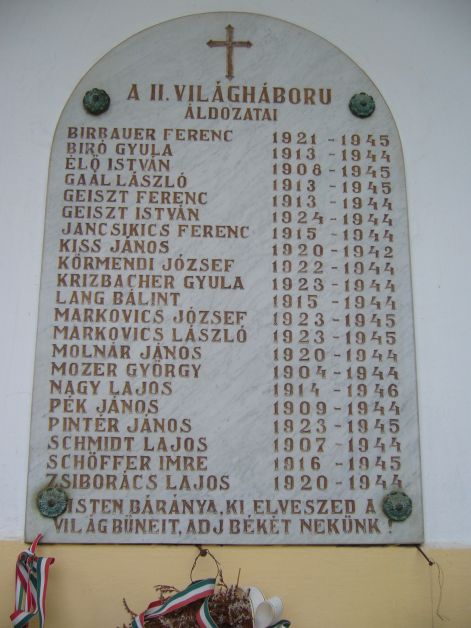 A II. VILÁGHÁBORU
ÁLDOZATAI
BIRBAUER FERENC 1921 - 1945
BIRÓ GYULA 1913 - 1944
ÉLŐ ISTVÁN 1908 - 1945
GAÁL LÁSZLÓ 1913 - 1945
GEISZT FERENC 1913 - 1944
GEISZT ISTVÁN 1924 - 1944
JANCSIKICS FERENC 1915 - 1944
KISS JÁNOS 1920 - 1942
KÖRMENDI JÓZSEF 1922 - 1944
KRIZBACHER GYULA 1923 - 1944
LANG BÁLINT 1915 - 1944
MARKOVICS JÓZSEF 1923 - 1945
MARKOVICS LÁSZLÓ 1923 - 1945
MOLNÁR JÁNOS 1920 - 1944
MOZER GYÖRGY 1904 - 1944
NAGY LAJOS 1914 - 1946
PÉK JÁNOS 1909 - 1944
PINTÉR JÁNOS 1923 - 1945
SCHMIDT LAJOS 1907 - 1944
SCHÖFFER IMRE 1916 - 1945
ZSIBORÁCS LAJOS 1920 - 1944
ISTEN BÁRÁNYA, KI ELVESZED A
VILÁG BŰNEIT, ADJ BÉKÉT NEKÜNK!